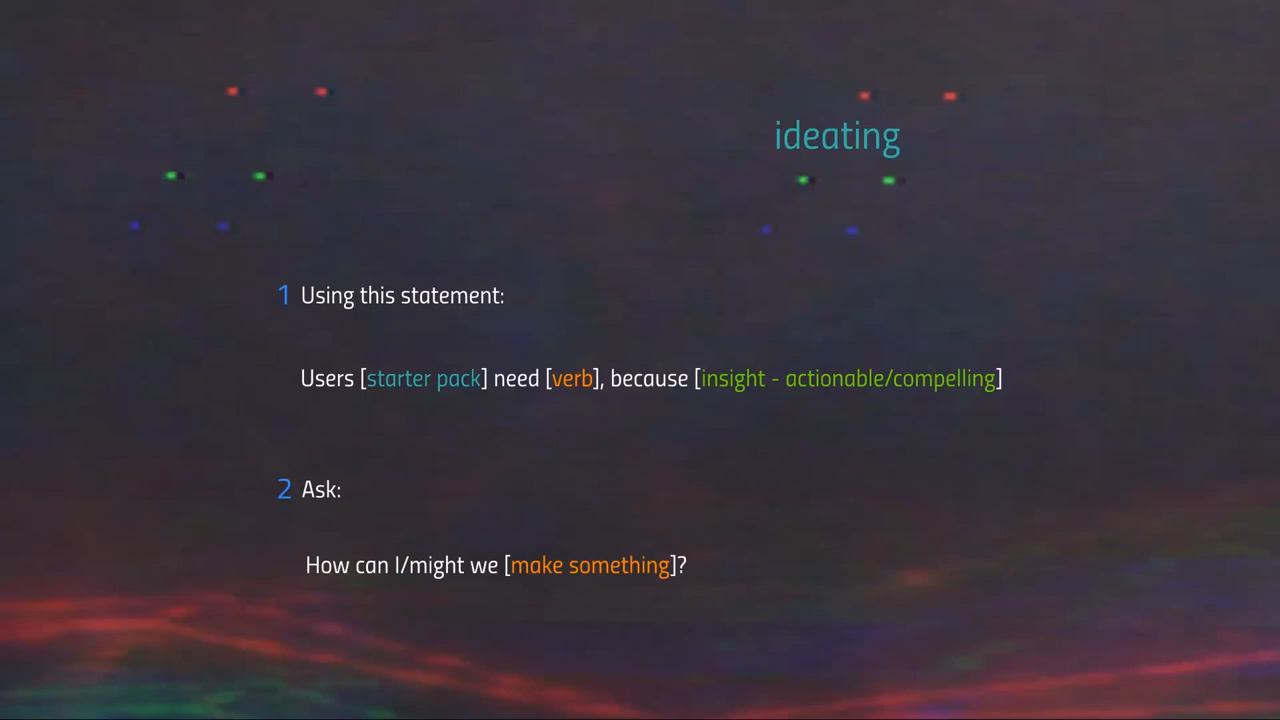 ideating
1 Using this statement:
Users [starter pack] need [verb], because [insight - actionable/compelling]
2 Ask:
How can I/might we [make something]?